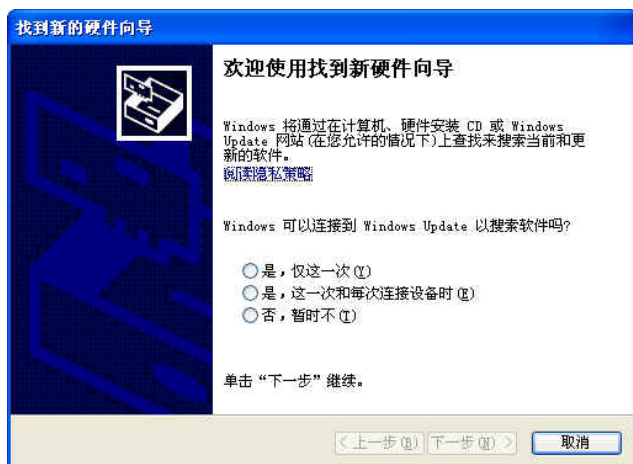 找到新的硬件向导
欢迎使用找到新硬件向导
Windows 将通过在计算机、硬件安装 CD 或 Windows
Update 网站(在您允许的情况下)上查找来搜索当前和更
新的软件。
阅读隐私策略
Windows 可以连接到 Windows Update 以搜索软件吗?
是，仅这一次(Y)
是，这一次和每次连接设备时(E)
否，暂时不(T)
单击“下一步”继续。
<上一步(B) 下一步(N)> 取消